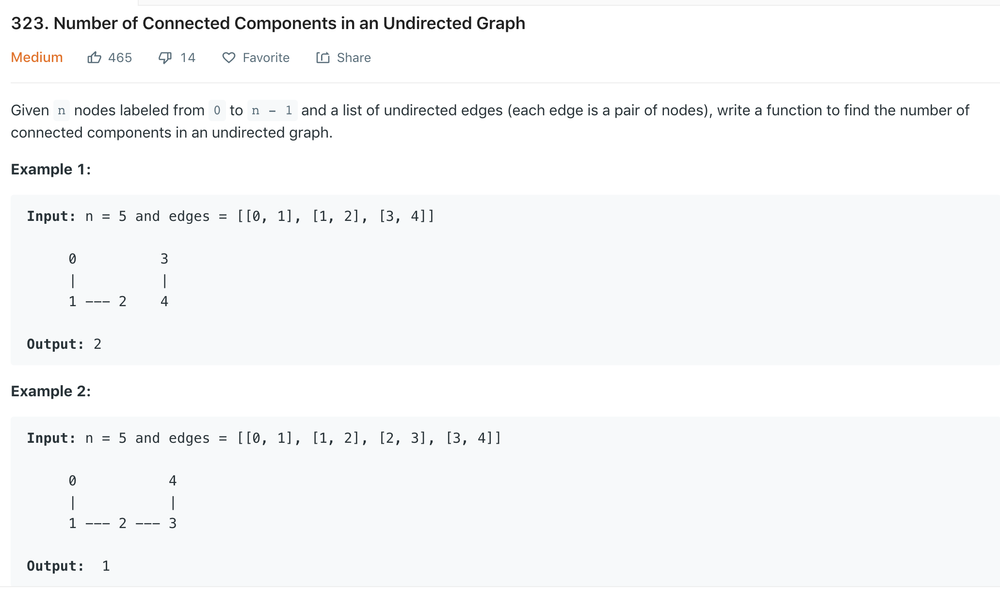 323. Number of Connected Components in an Undirected Graph
Medium 465 14 Favorite Share
Given n nodes labeled from 0 to n - 1 and a list of undirected edges (each edge is a pair of nodes), write a function to find the number of
connected components in an undirected graph.
Example 1:
Input: n = 5 and edges = [[0, 1], [1, 2], [3, 4]]
0 3
| |
1 --- 2 4
Output: 2
Example 2:
Input: n = 5 and edges = [[0, 1], [1, 2], [2, 3], [3, 4]]
0 4
| |
1 --- 2 --- 3
Output: 1